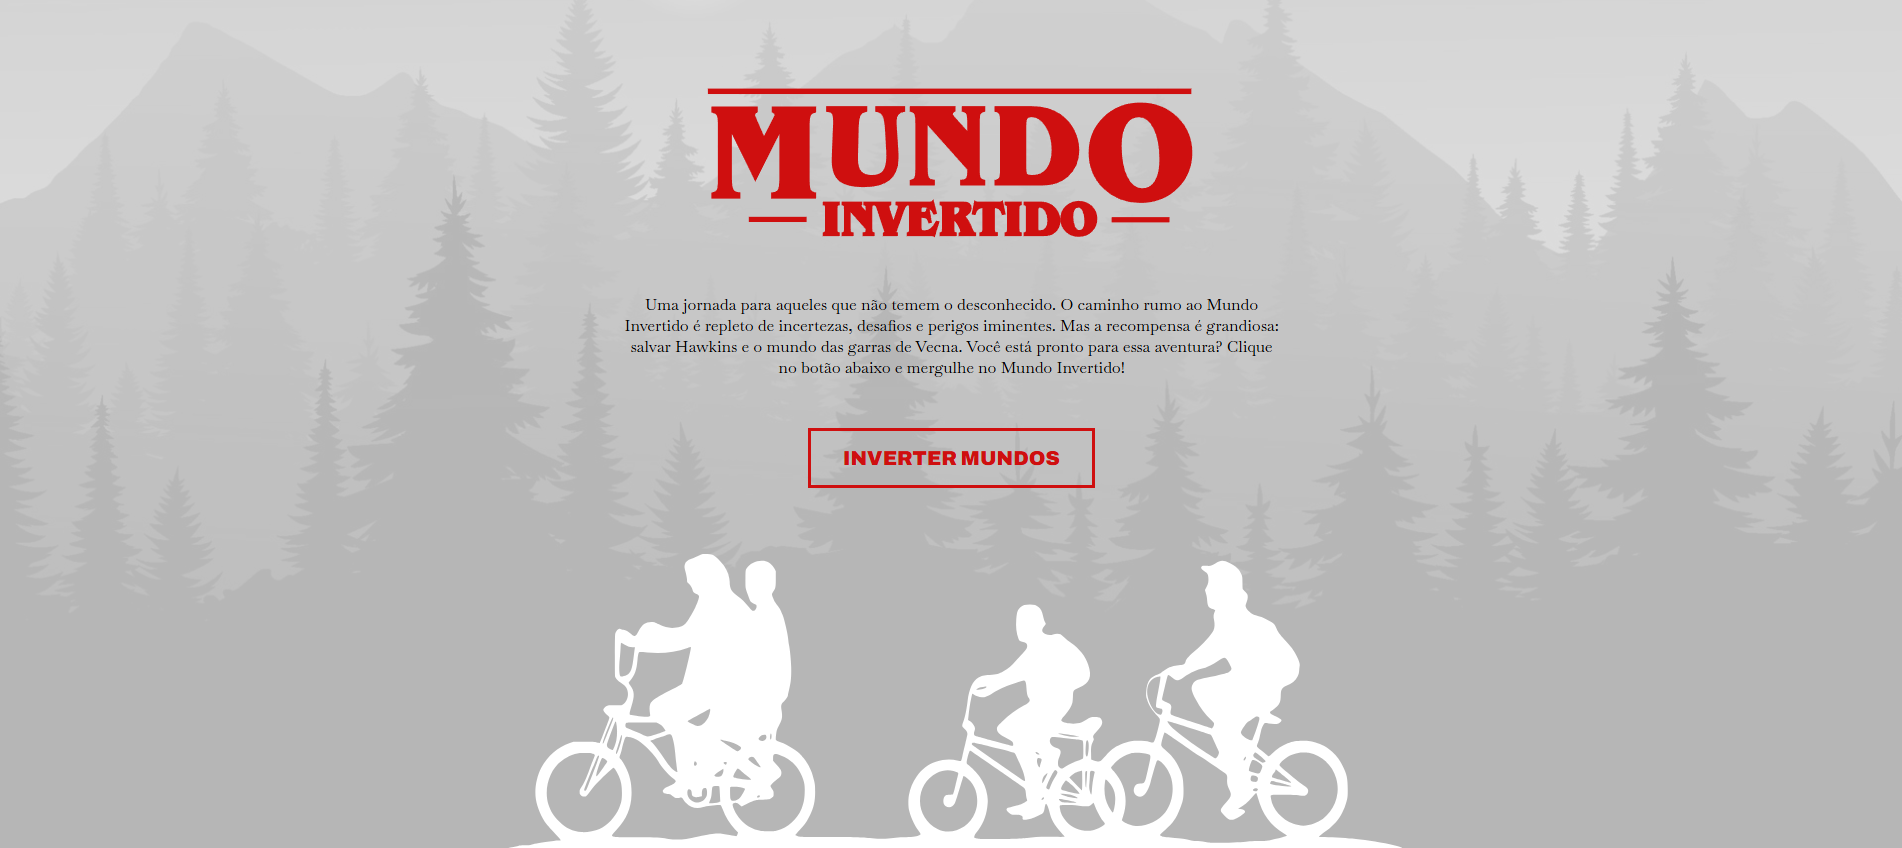 MUNDO
INVERTIDO
Uma jornada para aqueles que não temem o desconhecido. O caminho rumo ao Mundo
Invertido é repleto de incertezas, desafios e perigos iminentes. Mas a recompensa é grandiosa:
salvar Hawkins e o mundo das garras de Vecna. Você está pronto para essa aventura? Clique
no botão abaixo e mergulhe no Mundo Invertido!
INVERTER MUNDOS